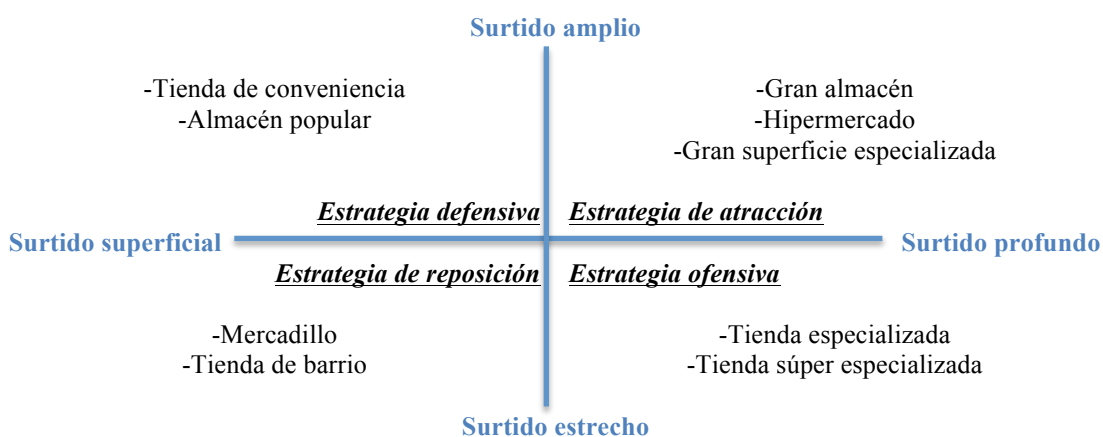 Surtido amplio
-Tienda de conveniencia
-Almacén popular
-Gran almacén
-Hipermercado
-Gran superficie especializada
Estrategia defensiva
Estrategia de atracción
Surtido superficial
Surtido profundo
Estrategia de reposición
Estrategia ofensiva
-Mercadillo
-Tienda de barrio
-Tienda especializada
-Tienda súper especializada
Surtido estrecho